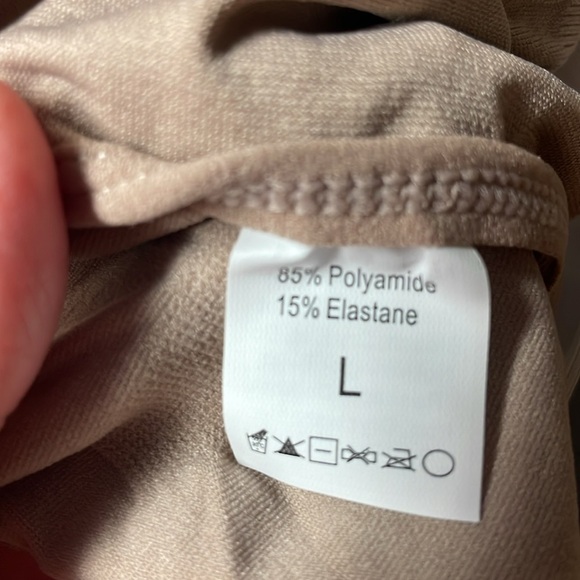 85% Polyamide
15% Elastane
L